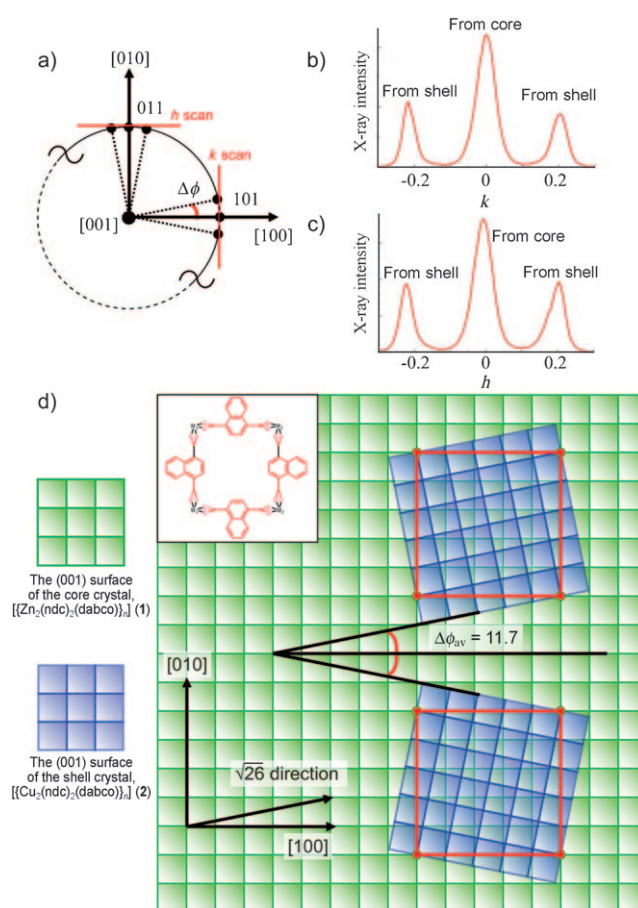 a)
[010]
011
h scan
k scan
Δϕ
101
[001]
[100]
b)
From core
From shell
From shell
X-ray intensity
-0.2
0
0.2
k
c)
From core
From shell
From shell
X-ray intensity
-0.2
0
0.2
h
d)
The (001) surface
of the core crystal,
[{Zn₂(ndc)₂(dabco)}ₙ] (1)
The (001) surface
of the shell crystal,
[{Cu₂(ndc)₂(dabco)}ₙ] (2)
Δϕav = 11.7
[010]
√26 direction
[100]